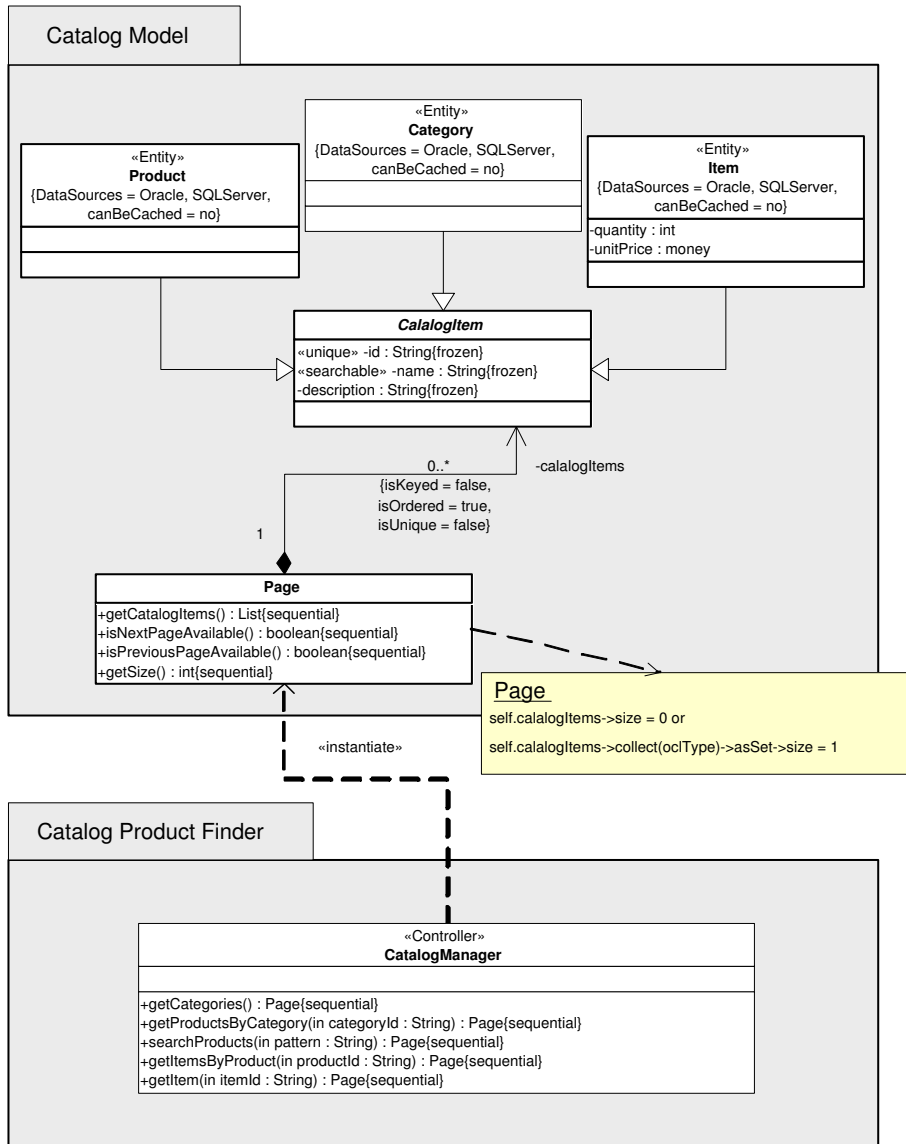 Catalog Model
«Entity»
Category
{DataSources = Oracle, SQLServer,
canBeCached = no}
«Entity»
Product
{DataSources = Oracle, SQLServer,
canBeCached = no}
«Entity»
Item
{DataSources = Oracle, SQLServer,
canBeCached = no}
-quantity : int
-unitPrice : money
CalalogItem
«unique» -id : String{frozen}
«searchable» -name : String{frozen}
-description : String{frozen}
0..*
-calalogItems
{isKeyed = false,
isOrdered = true,
isUnique = false}
1
Page
+getCatalogItems() : List{sequential}
+isNextPageAvailable() : boolean{sequential}
+isPreviousPageAvailable() : boolean{sequential}
+getSize() : int{sequential}
Page
self.calalogItems->size = 0 or
self.calalogItems->collect(oclType)->asSet->size = 1
«instantiate»
Catalog Product Finder
«Controller»
CatalogManager
+getCategories() : Page{sequential}
+getProductsByCategory(in categoryId : String) : Page{sequential}
+searchProducts(in pattern : String) : Page{sequential}
+getItemsByProduct(in productId : String) : Page{sequential}
+getItem(in itemId : String) : Page{sequential}